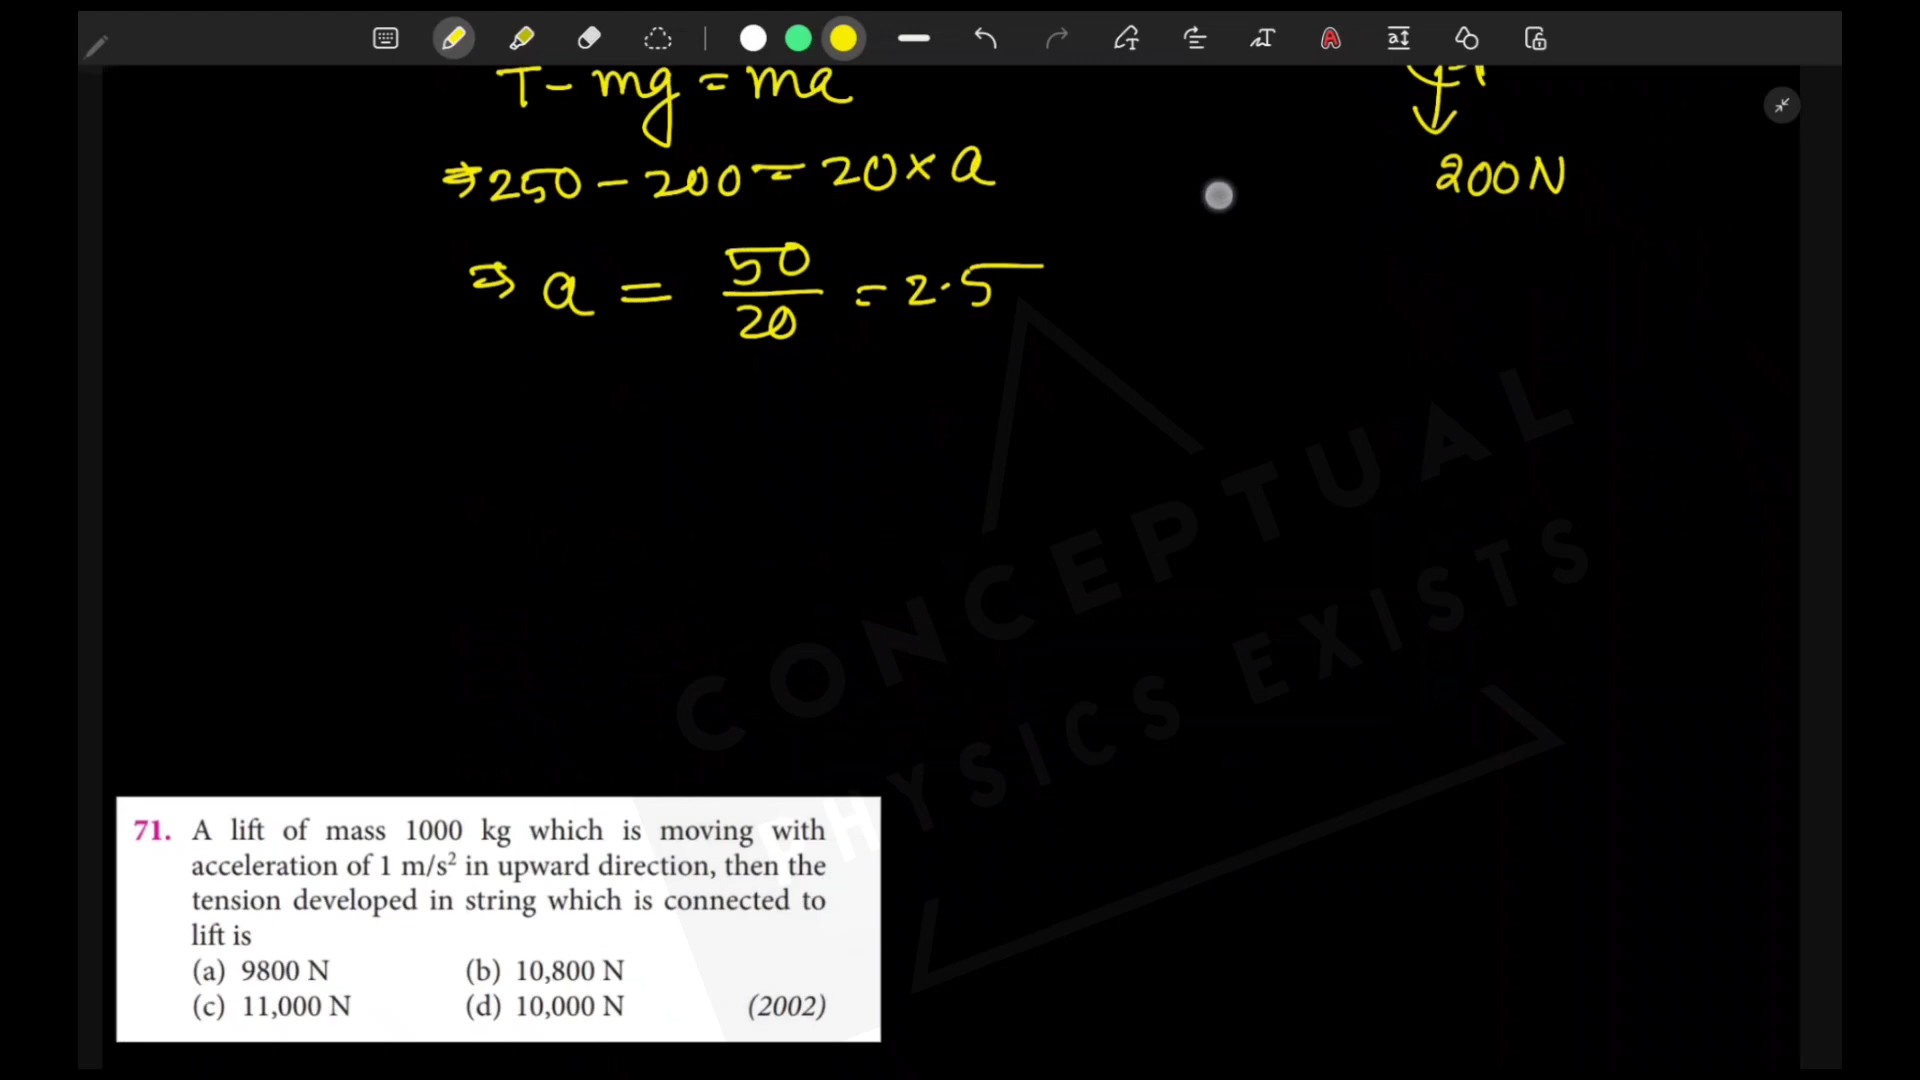 T - mg = ma
⇒ 250 - 200 = 20 × a
200 N
⇒ a = 50/20 = 2.5
CONCEPTUAL
PHYSICS EXISTS
71. A lift of mass 1000 kg which is moving with
acceleration of 1 m/s² in upward direction, then the
tension developed in string which is connected to
lift is
(a) 9800 N (b) 10,800 N
(c) 11,000 N (d) 10,000 N (2002)